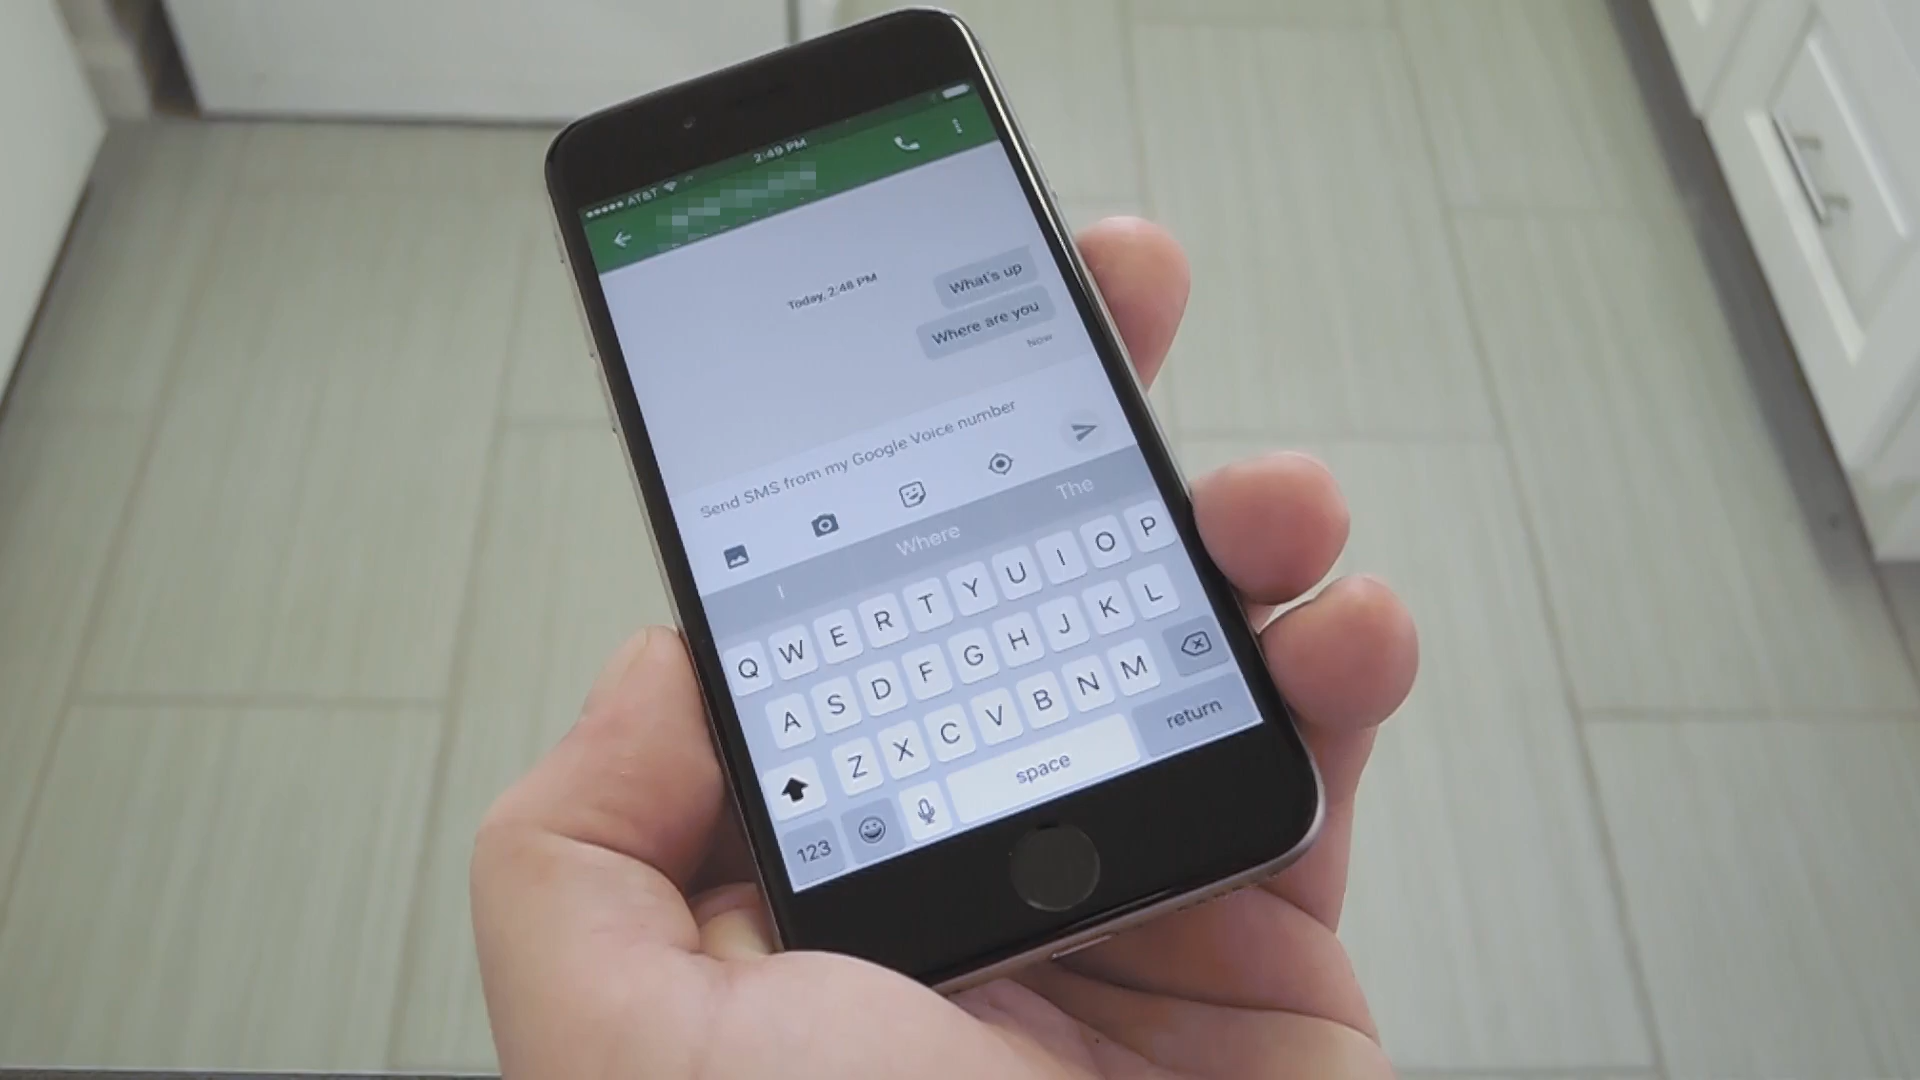 AT&T
2:49 PM
Today, 2:48 PM
What's up
Where are you
Now
Send SMS from my Google Voice number
I
Where
The
Q W E R T Y U I O P
A S D F G H J K L
Z X C V B N M
123
space
return